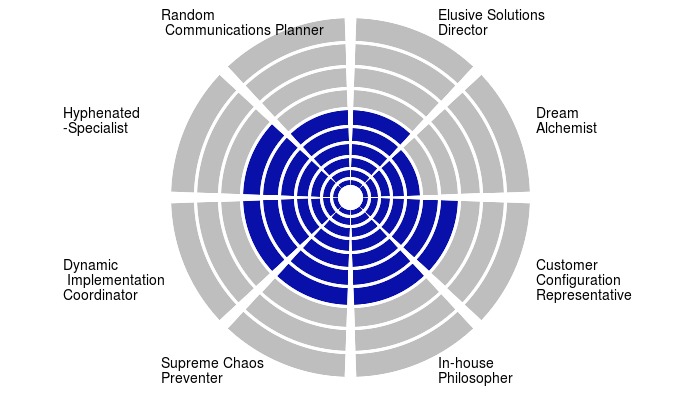 Random
Communications Planner
Elusive Solutions
Director
Hyphenated
-Specialist
Dream
Alchemist
Dynamic
Implementation
Coordinator
Customer
Configuration
Representative
Supreme Chaos
Preventer
In-house
Philosopher